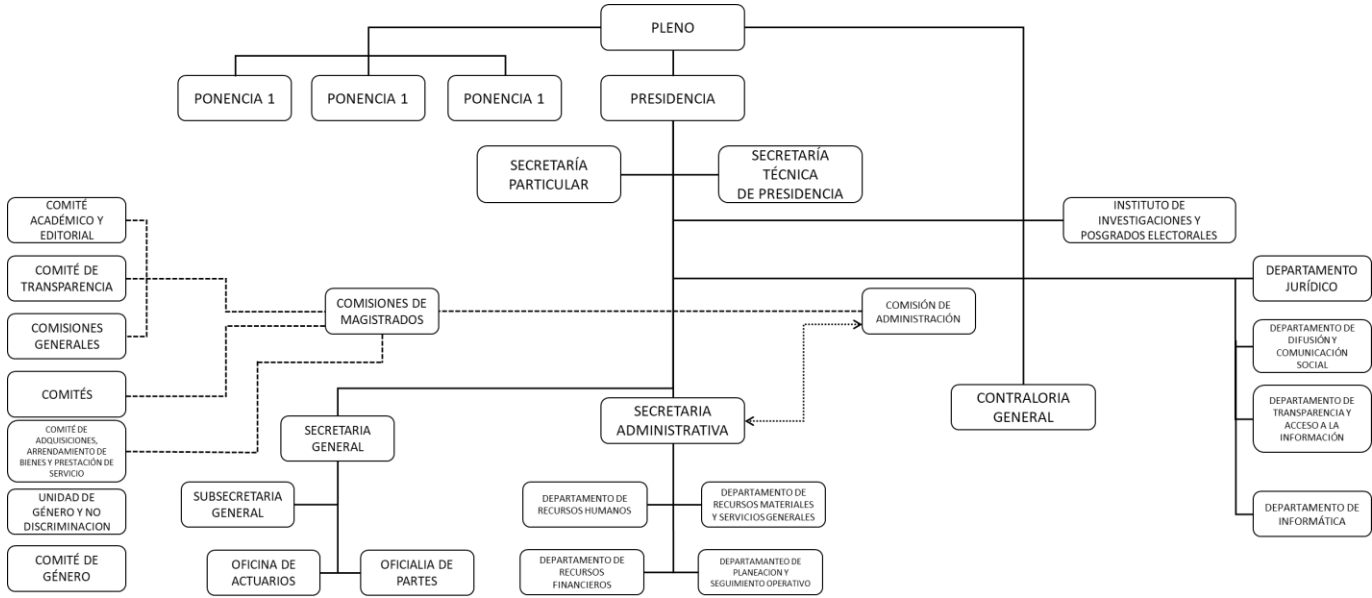 PLENO
PONENCIA 1
PONENCIA 1
PONENCIA 1
PRESIDENCIA
SECRETARÍA
PARTICULAR
SECRETARÍA
TÉCNICA
DE PRESIDENCIA
COMITÉ
ACADÉMICO Y
EDITORIAL
INSTITUTO DE
INVESTIGACIONES Y
POSGRADOS ELECTORALES
COMITÉ DE
TRANSPARENCIA
DEPARTAMENTO
JURÍDICO
COMISIONES DE
MAGISTRADOS
COMISIÓN DE
ADMINISTRACIÓN
COMISIONES
GENERALES
DEPARTAMENTO DE
DIFUSIÓN Y
COMUNICACIÓN
SOCIAL
COMITÉS
SECRETARIA
GENERAL
SECRETARIA
ADMINISTRATIVA
CONTRALORIA
GENERAL
DEPARTAMENTO DE
TRANSPARENCIA Y
ACCESO A LA
INFORMACIÓN
COMITÉ DE
ADQUISICIONES,
ARRENDAMIENTO DE
BIENES Y PRESTACIÓN DE
SERVICIO
UNIDAD DE
GÉNERO Y NO
DISCRIMINACION
SUBSECRETARIA
GENERAL
DEPARTAMENTO DE
RECURSOS HUMANOS
DEPARTAMENTO DE
RECURSOS MATERIALES
Y SERVICIOS GENERALES
DEPARTAMENTO DE
INFORMÁTICA
COMITÉ DE
GÉNERO
OFICINA DE
ACTUARIOS
OFICIALIA DE
PARTES
DEPARTAMENTO DE
RECURSOS
FINANCIEROS
DEPARTAMANTEO DE
PLANEACION Y
SEGUIMIENTO OPERATIVO